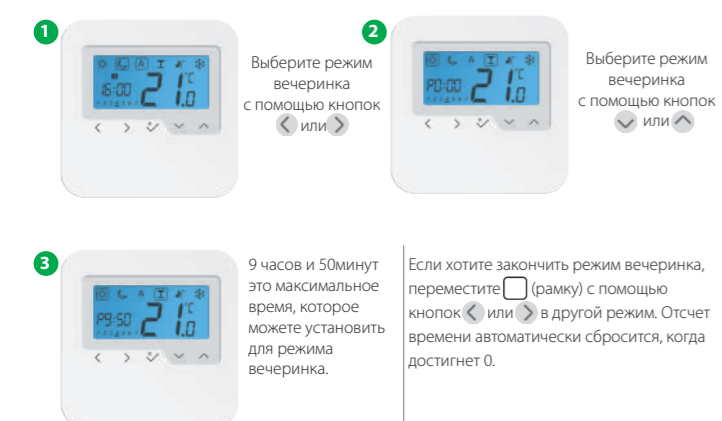 1
16:00 21.0 °C
A
Выберите режим
вечеринка
с помощью кнопок
< или >
2
P0:00 21.0 °C
A
Выберите режим
вечеринка
с помощью кнопок
или
3
P9:50 21.0 °C
A
9 часов и 50минут
это максимальное
время, которое
можете установить
для режима
вечеринка.
Если хотите закончить режим вечеринка,
переместите (рамку) с помощью
кнопок < или > в другой режим. Отсчет
времени автоматически сбросится, когда
достигнет 0.